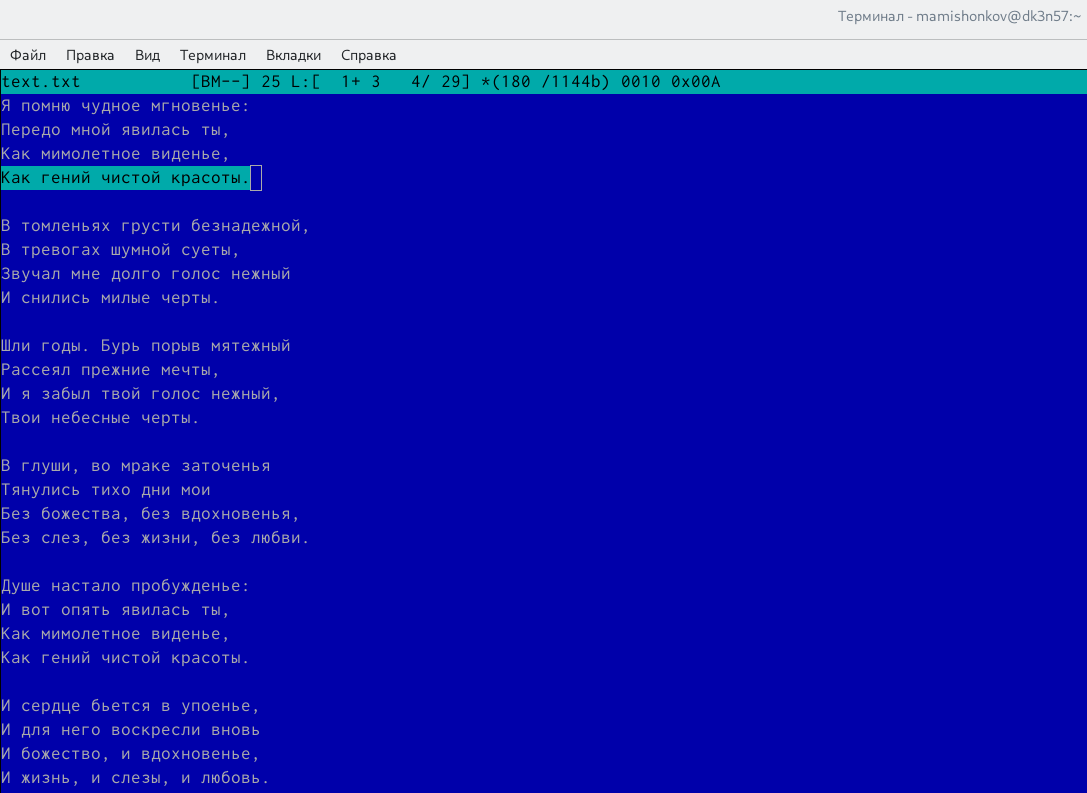 Терминал - mamishonkov@dk3n57:~
Файл Правка Вид Терминал Вкладки Справка
text.txt [BM--] 25 L:[ 1+ 3 4/ 29] *(180 /1144b) 0010 0x00A
Я помню чудное мгновенье:
Передо мной явилась ты,
Как мимолетное виденье,
Как гений чистой красоты.
В томленьях грусти безнадежной,
В тревогах шумной суеты,
Звучал мне долго голос нежный
И снились милые черты.
Шли годы. Бурь порыв мятежный
Рассеял прежние мечты,
И я забыл твой голос нежный,
Твои небесные черты.
В глуши, во мраке заточенья
Тянулись тихо дни мои
Без божества, без вдохновенья,
Без слез, без жизни, без любви.
Душе настало пробужденье:
И вот опять явилась ты,
Как мимолетное виденье,
Как гений чистой красоты.
И сердце бьется в упоенье,
И для него воскресли вновь
И божество, и вдохновенье,
И жизнь, и слезы, и любовь.